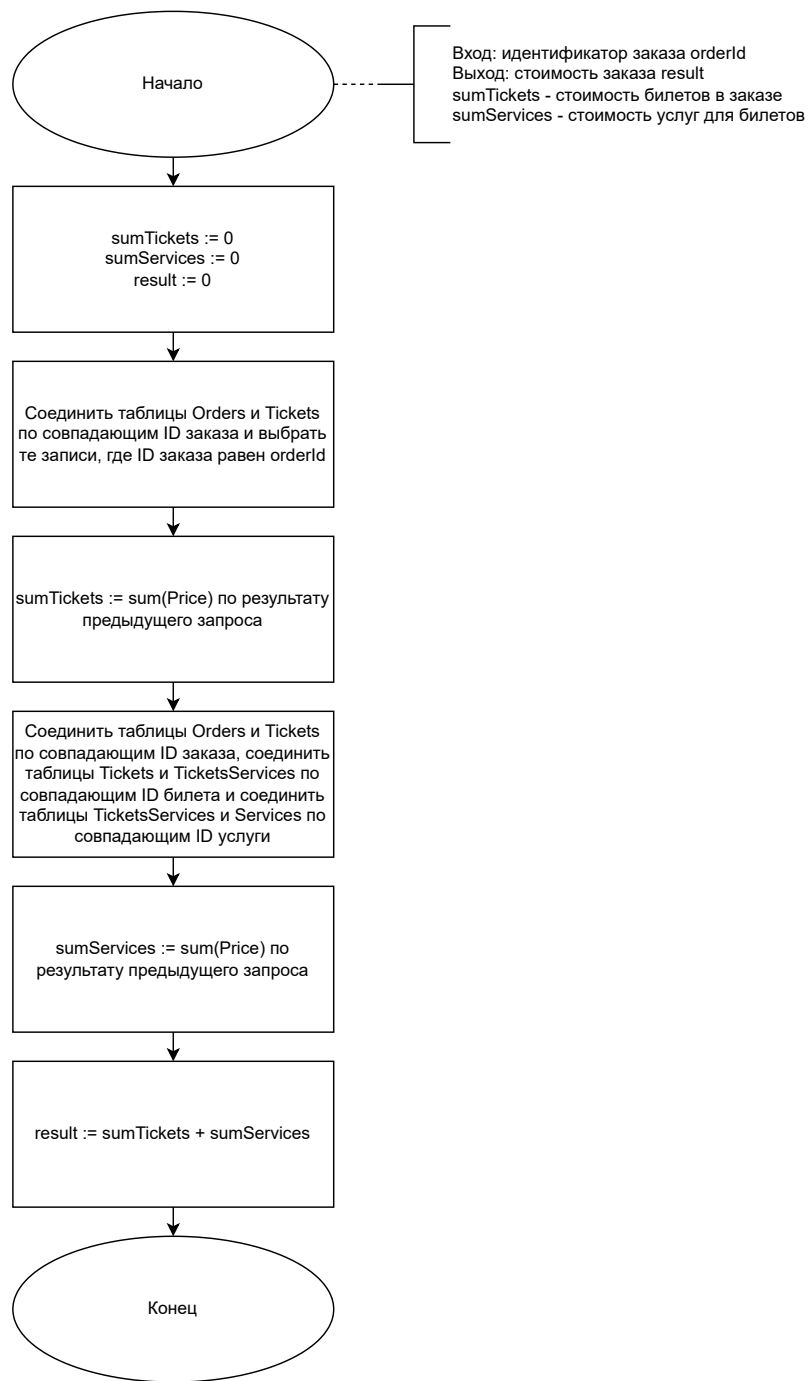 Начало
Вход: идентификатор заказа orderId
Выход: стоимость заказа result
sumTickets - стоимость билетов в заказе
sumServices - стоимость услуг для билетов
sumTickets := 0
sumServices := 0
result := 0
Соединить таблицы Orders и Tickets
по совпадающим ID заказа и выбрать
те записи, где ID заказа равен orderId
sumTickets := sum(Price) по результату
предыдущего запроса
Соединить таблицы Orders и Tickets
по совпадающим ID заказа, соединить
таблицы Tickets и TicketsServices по
совпадающим ID билета и соединить
таблицы TicketsServices и Services по
совпадающим ID услуги
sumServices := sum(Price) по
результату предыдущего запроса
result := sumTickets + sumServices
Конец